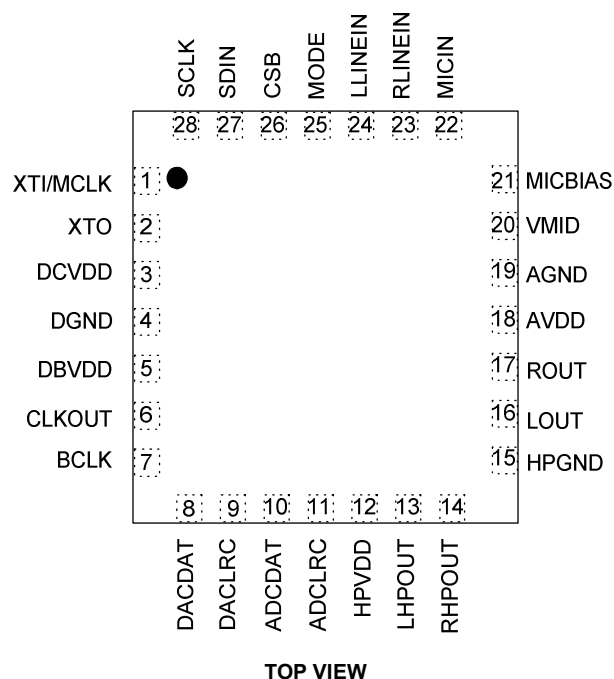 SCLK
SDIN
CSB
MODE
LLINEIN
RLINEIN
MICIN
28 27 26 25 24 23 22
XTI/MCLK 1
21 MICBIAS
XTO 2
20 VMID
DCVDD 3
19 AGND
DGND 4
18 AVDD
DBVDD 5
17 ROUT
CLKOUT 6
16 LOUT
BCLK 7
15 HPGND
8 9 10 11 12 13 14
DACDAT
DACLRC
ADCDAT
ADCLRC
HPVDD
LHPOUT
RHPOUT
TOP VIEW